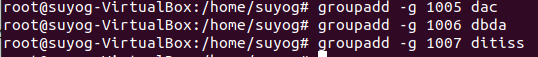 root@suyog-VirtualBox:/home/suyog# groupadd -g 1005 dac
root@suyog-VirtualBox:/home/suyog# groupadd -g 1006 dbda
root@suyog-VirtualBox:/home/suyog# groupadd -g 1007 ditiss